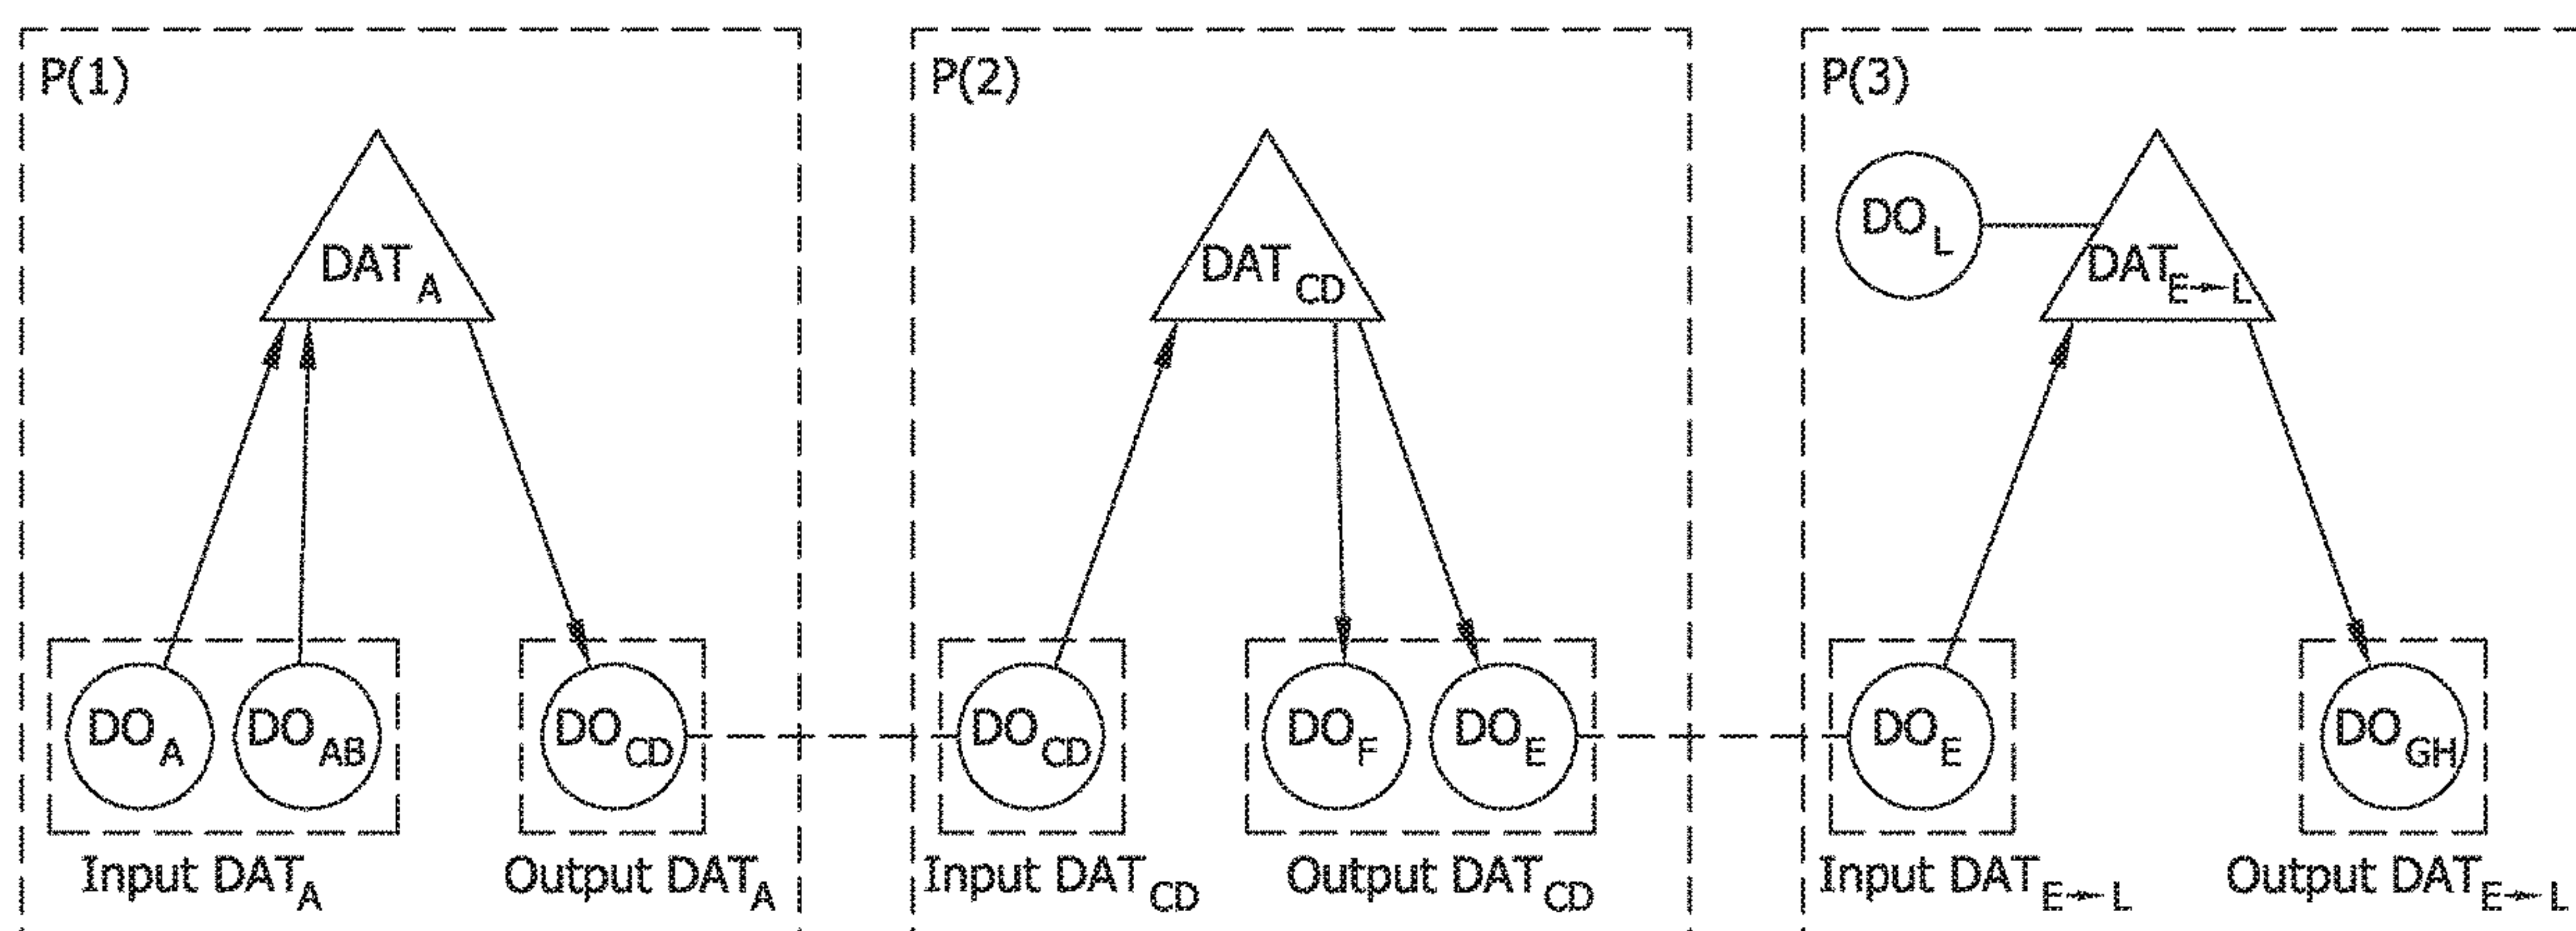 P(1)
P(2)
P(3)
DAT A
DAT CD
DO L
DAT E→L
DO A
DO AB
DO CD
DO CD
DO F
DO E
DO E
DO GH
Input DAT A
Output DAT A
Input DAT CD
Output DAT CD
Input DAT E→L
Output DAT E→L